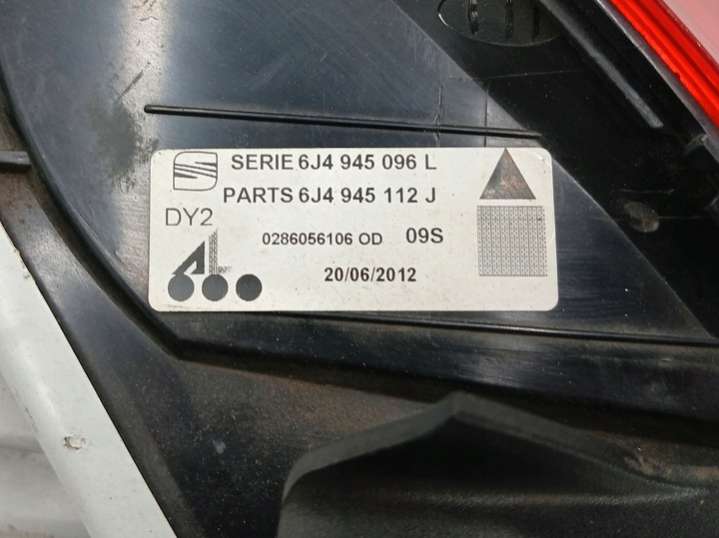 SERIE 6J4 945 096 L
PARTS 6J4 945 112 J
DY2
0286056106 OD 09S
20/06/2012